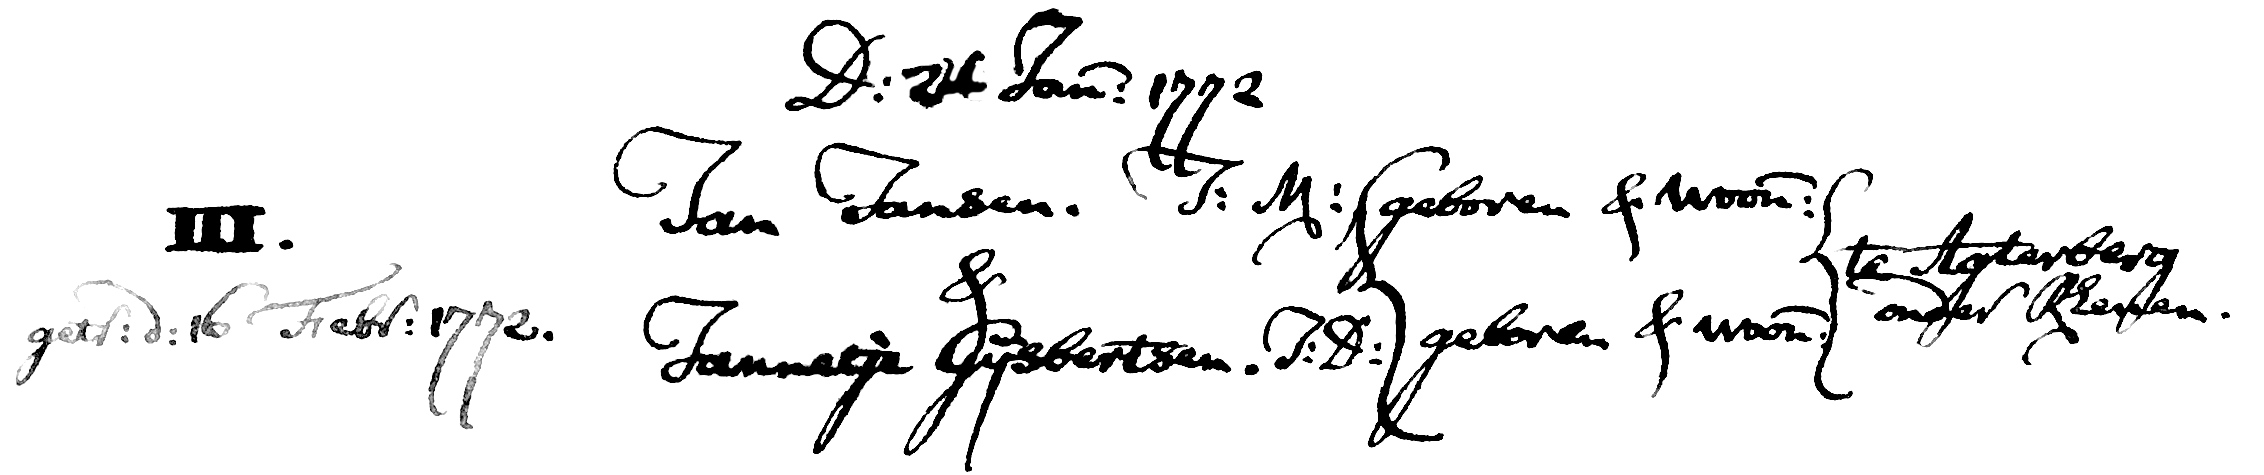 D: 24 Jan: 1772
Jan Jansen. J: M: geboren & woon:
III.
te Agterberg
&
onder Rhenen.
getr: d: 16 Febr: 1772.
Jannetje Gijsbertsen. J: D: geboren & woon: